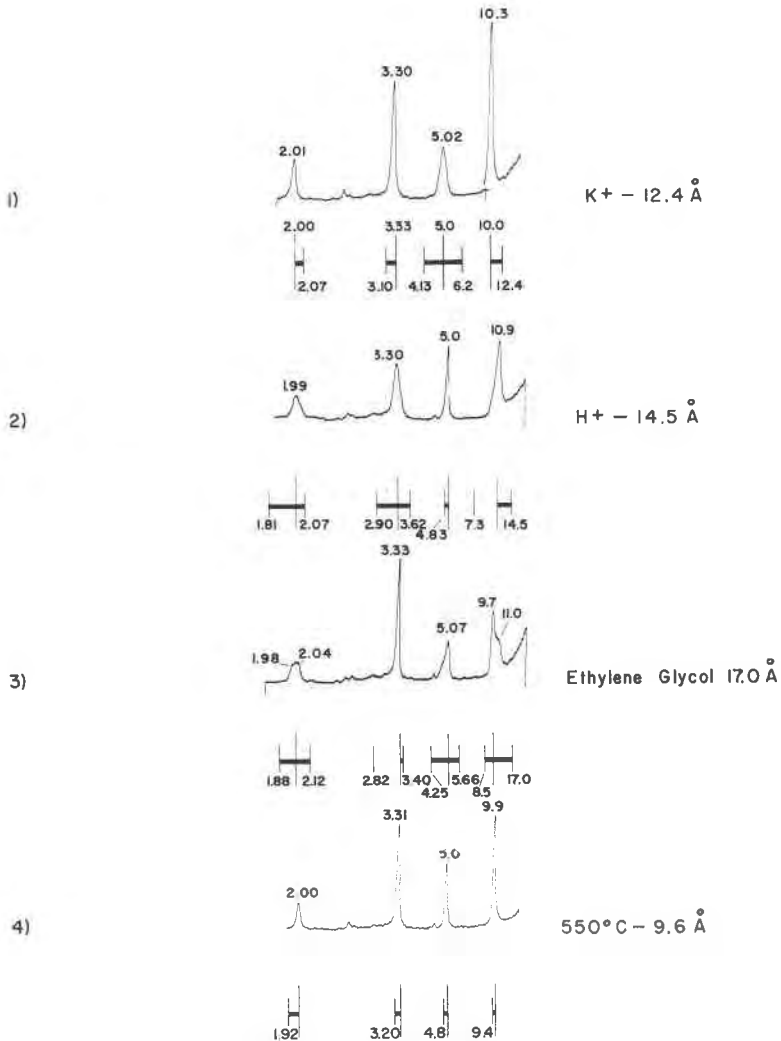 10.3
3.30
5.02
2.01
1)
K+ – 12.4 Å
2.00 3.33 5.0 10.0
2.07 3.10 4.13 6.2 12.4
10.9
5.0
3.30
1.99
2)
H+ – 14.5 Å
1.81 2.07 2.90 3.62 4.83 7.3 14.5
3.33
9.7
11.0
5.07
1.98 2.04
3)
Ethylene Glycol 17.0 Å
1.88 2.12 2.82 3.40 4.25 5.66 8.5 17.0
3.31
9.9
5.0
2.00
4)
550°C – 9.6 Å
1.92 3.20 4.8 9.4